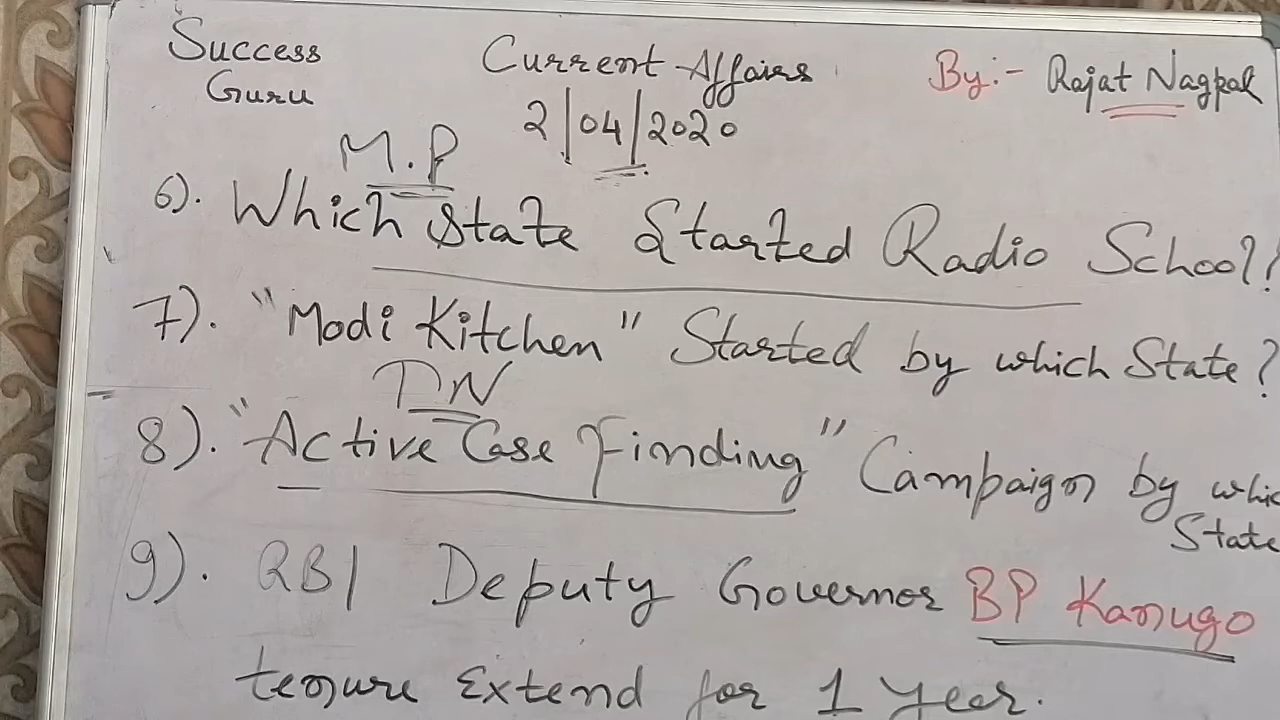 Success Current Affairs By:- Rajat Nagpal
Guru 2/04/2020
M.P
6). Which State Started Radio School?
7). "Modi Kitchen" Started by which State?
TN
8). "Active Case Finding" Campaign by whic
State
9). RBI Deputy Governor BP Kanugo
tenure Extend for 1 Year.